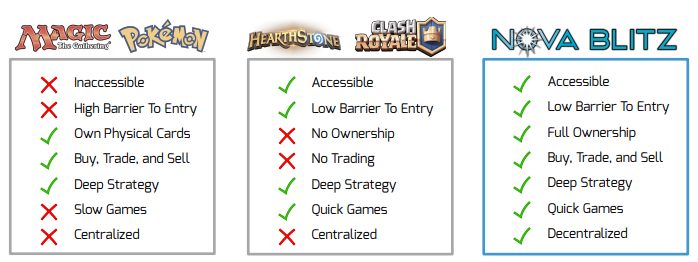 MAGIC
The Gathering
POKéMON
Inaccessible
High Barrier To Entry
Own Physical Cards
Buy, Trade, and Sell
Deep Strategy
Slow Games
Centralized
HEARTHSTONE
CLASH
ROYALE
Accessible
Low Barrier To Entry
No Ownership
No Trading
Deep Strategy
Quick Games
Centralized
NOVA BLITZ
Accessible
Low Barrier To Entry
Full Ownership
Buy, Trade, and Sell
Deep Strategy
Quick Games
Decentralized